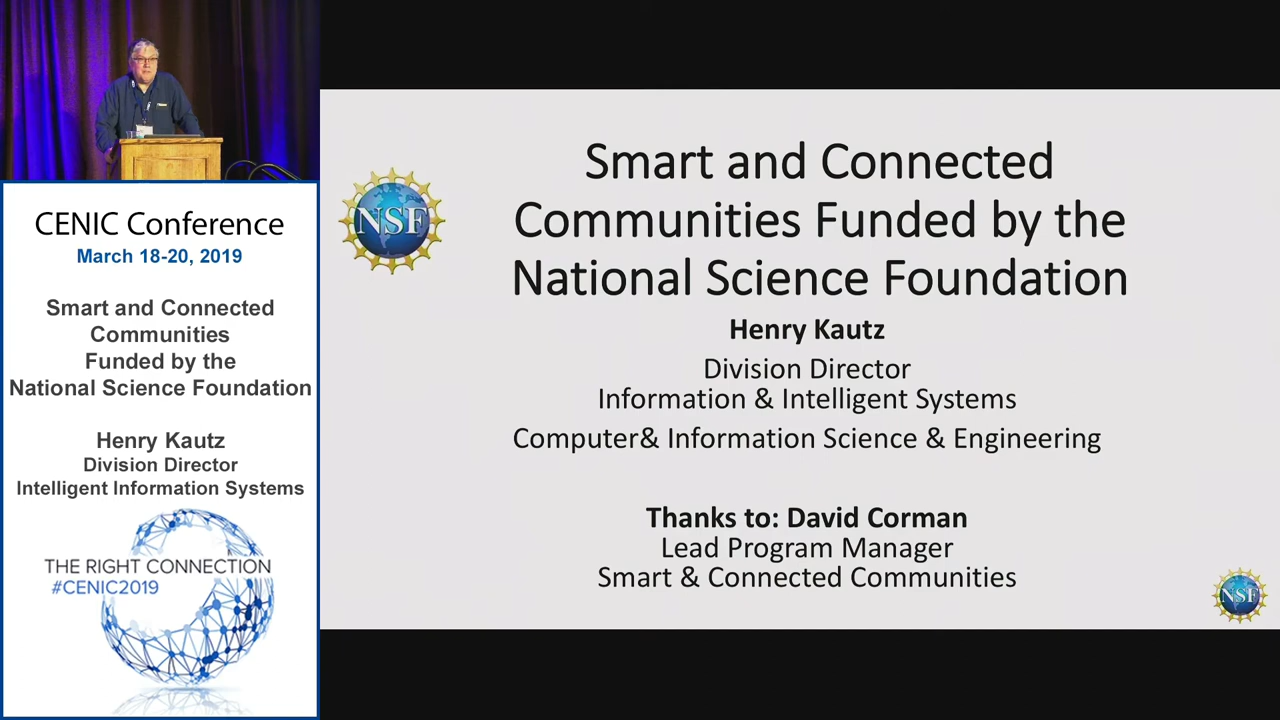 CENIC Conference
March 18-20, 2019
Smart and Connected
Communities
Funded by the
National Science Foundation
Henry Kautz
Division Director
Intelligent Information Systems
THE RIGHT CONNECTION
#CENIC2019
NSF
Smart and Connected
Communities Funded by the
National Science Foundation
Henry Kautz
Division Director
Information & Intelligent Systems
Computer& Information Science & Engineering
Thanks to: David Corman
Lead Program Manager
Smart & Connected Communities
NSF